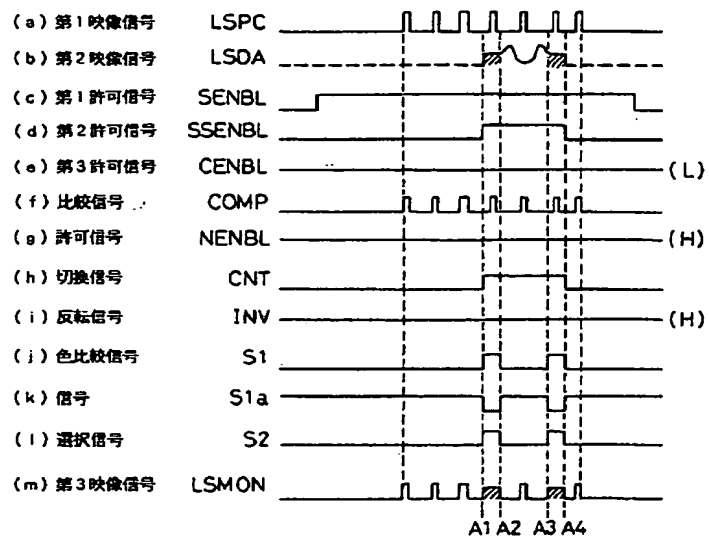 (a) 第1映像信号 LSPC
(b) 第2映像信号 LSDA
(c) 第1許可信号 SENBL
(d) 第2許可信号 SSENBL
(e) 第3許可信号 CENBL (L)
(f) 比較信号 COMP
(g) 許可信号 NENBL (H)
(h) 切換信号 CNT
(i) 反転信号 INV (H)
(j) 色比較信号 S1
(k) 信号 S1a
(l) 選択信号 S2
(m) 第3映像信号 LSMON
A1 A2 A3 A4